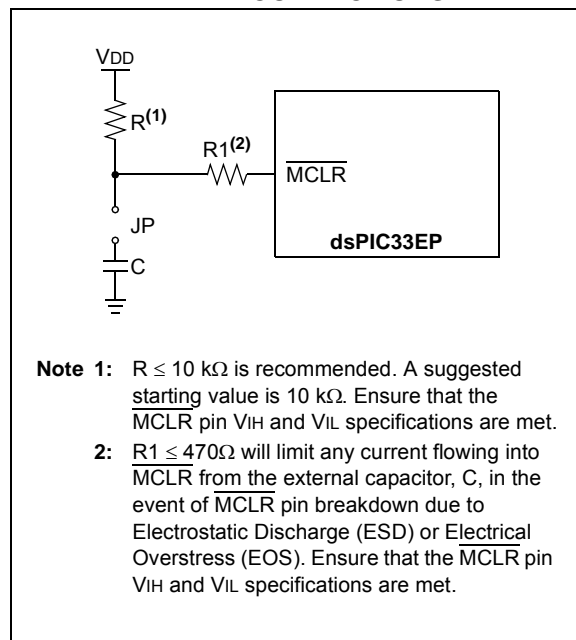 VDD
R(1)
R1(2)
MCLR
JP
dsPIC33EP
C
Note 1: R ≤ 10 kΩ is recommended. A suggested
starting value is 10 kΩ. Ensure that the
MCLR pin VIH and VIL specifications are met.
2: R1 ≤ 470Ω will limit any current flowing into
MCLR from the external capacitor, C, in the
event of MCLR pin breakdown due to
Electrostatic Discharge (ESD) or Electrical
Overstress (EOS). Ensure that the MCLR pin
VIH and VIL specifications are met.